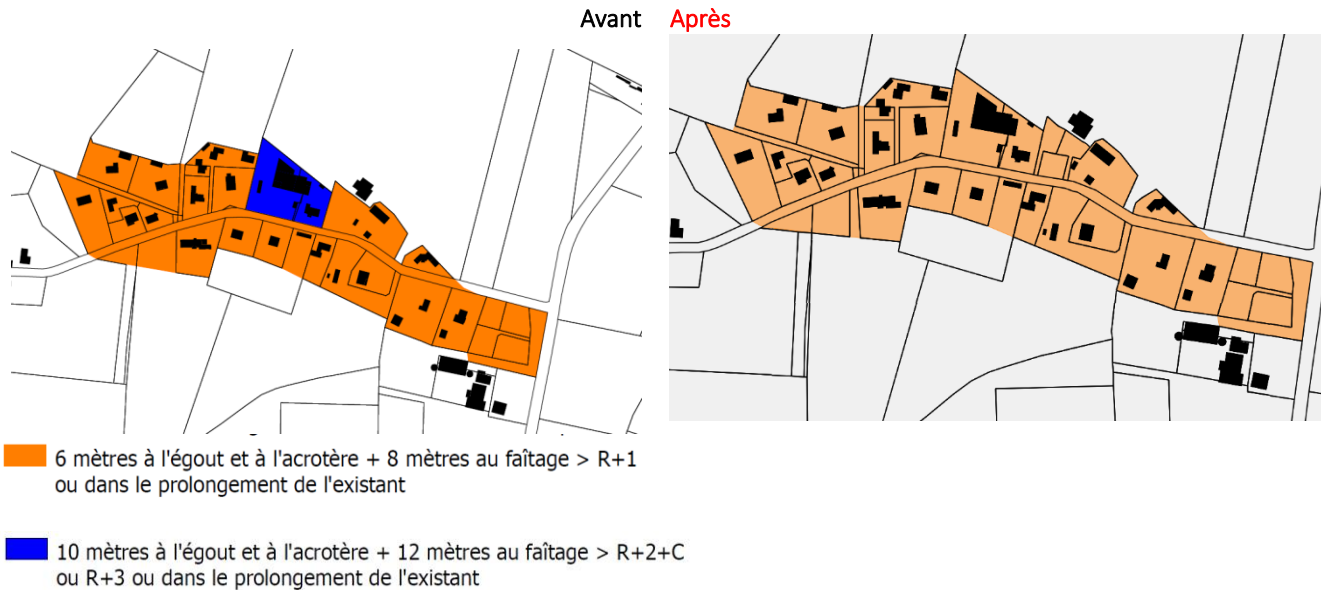 Avant Après
6 mètres à l'égout et à l'acrotère + 8 mètres au faîtage > R+1
ou dans le prolongement de l'existant
10 mètres à l'égout et à l'acrotère + 12 mètres au faîtage > R+2+C
ou R+3 ou dans le prolongement de l'existant